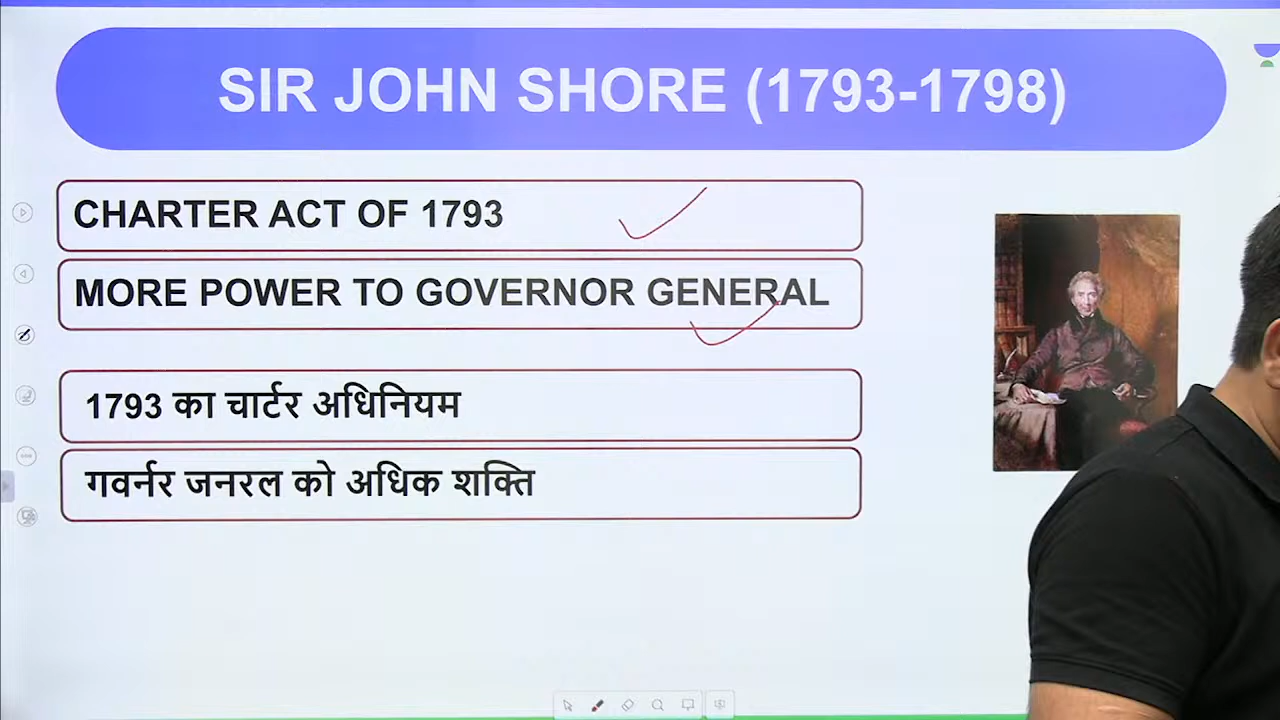 SIR JOHN SHORE (1793-1798)
CHARTER ACT OF 1793
MORE POWER TO GOVERNOR GENERAL
1793 का चार्टर अधिनियम
गवर्नर जनरल को अधिक शक्ति